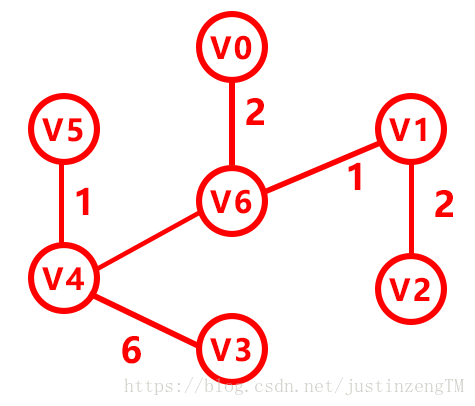 V0
2
V5
V1
1
1
V6
2
V4
V2
6
V3
https://blog.csdn.net/justinzengTM